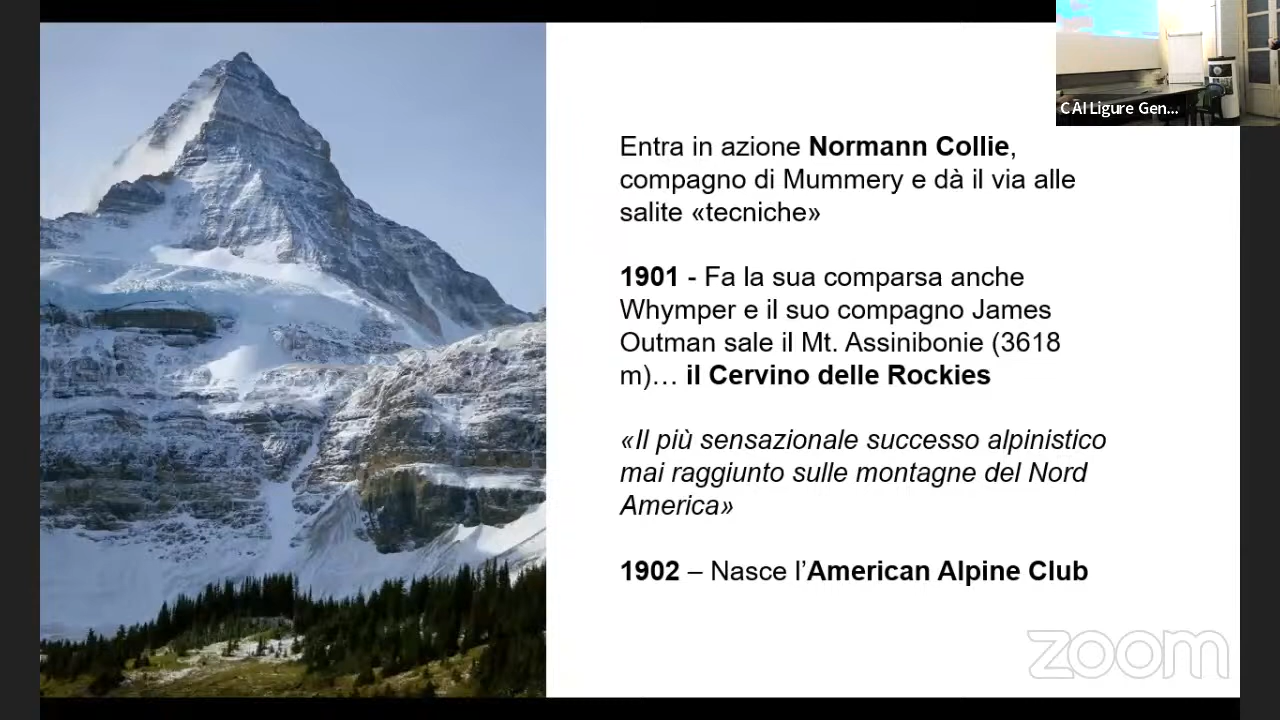 CAI Ligure Gen...
Entra in azione Normann Collie,
compagno di Mummery e dà il via alle
salite «tecniche»
1901 - Fa la sua comparsa anche
Whymper e il suo compagno James
Outman sale il Mt. Assinibonie (3618
m)… il Cervino delle Rockies
«Il più sensazionale successo alpinistico
mai raggiunto sulle montagne del Nord
America»
1902 – Nasce l’American Alpine Club
zoom